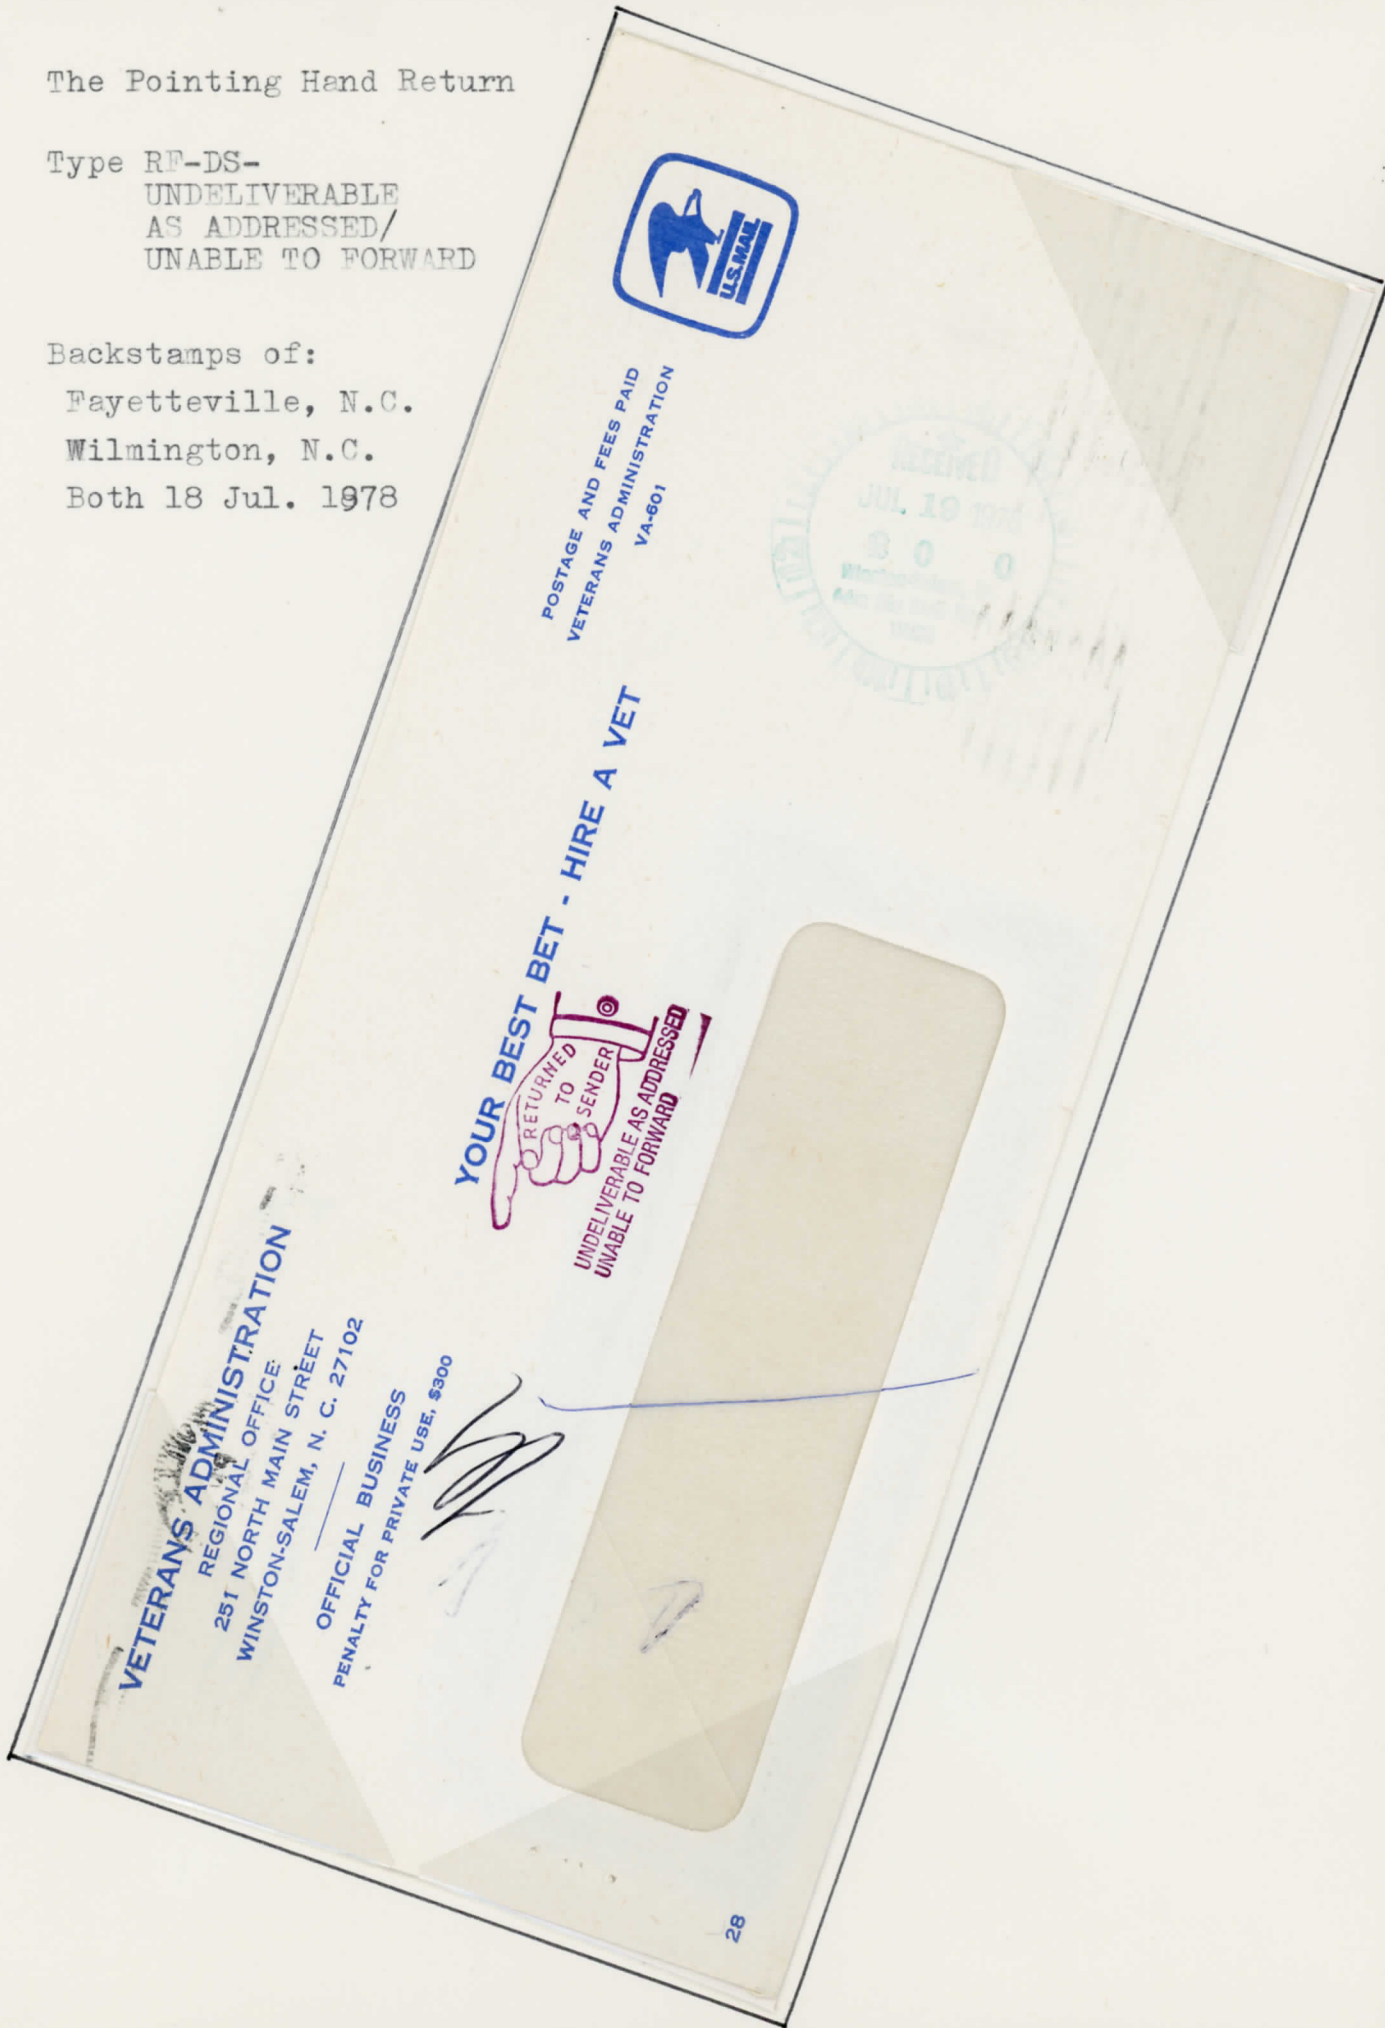 The Pointing Hand Return
Type RF-DS-
UNDELIVERABLE
AS ADDRESSED/
UNABLE TO FORWARD
Backstamps of:
Fayetteville, N.C.
Wilmington, N.C.
Both 18 Jul. 1978
VETERANS ADMINISTRATION
REGIONAL OFFICE
251 NORTH MAIN STREET
WINSTON-SALEM, N. C. 27102
OFFICIAL BUSINESS
PENALTY FOR PRIVATE USE, $300
YOUR BEST BET - HIRE A VET
POSTAGE AND FEES PAID
VETERANS ADMINISTRATION
VA-601
U.S.MAIL
RETURNED
TO
SENDER
UNDELIVERABLE AS ADDRESSED
UNABLE TO FORWARD
RECEIVED
JUL 19
28